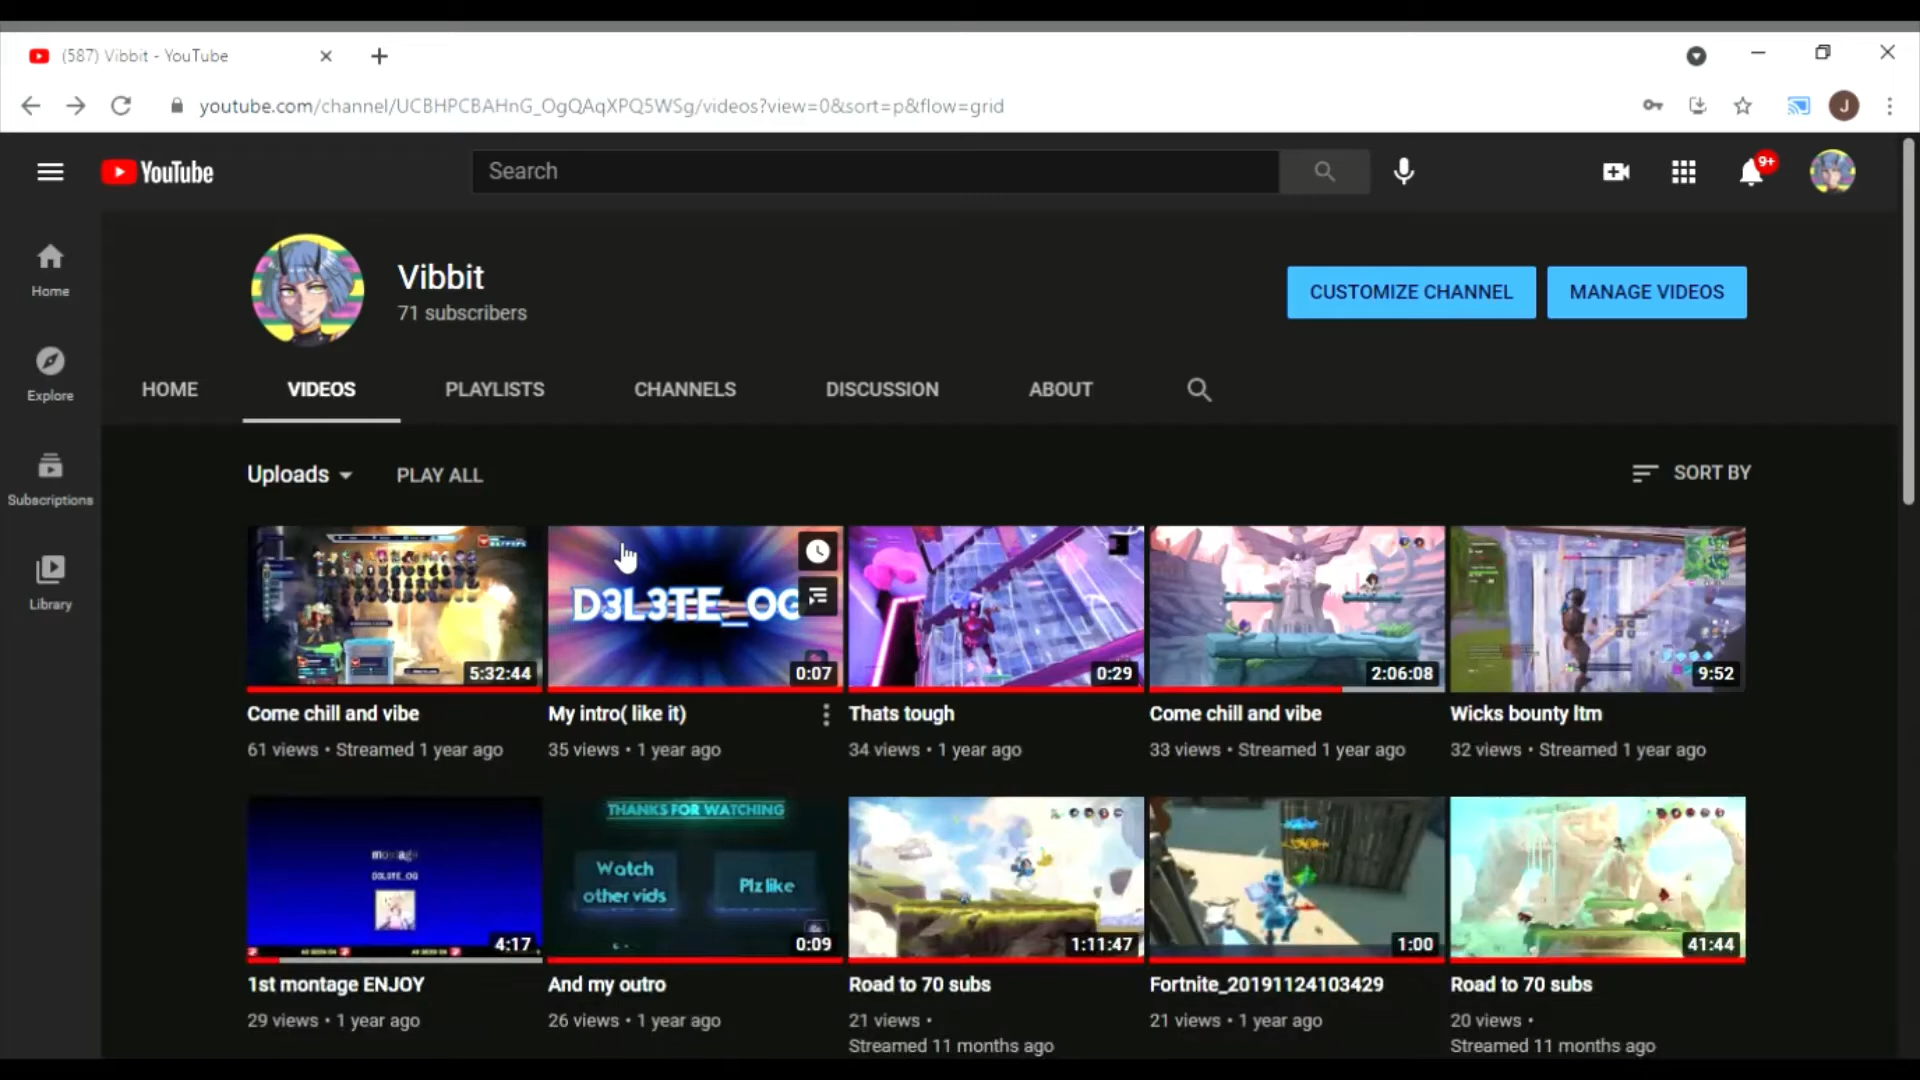 (587) Vibbit - YouTube
youtube.com/channel/UCBHPCBAHnG_OgQAqXPQ5WSg/videos?view=0&sort=p&flow=grid
J
YouTube
Search
9+
Home
Explore
Subscriptions
Library
Vibbit
71 subscribers
CUSTOMIZE CHANNEL
MANAGE VIDEOS
HOME
VIDEOS
PLAYLISTS
CHANNELS
DISCUSSION
ABOUT
Uploads
PLAY ALL
SORT BY
5:32:44
D3L3TE_OG
0:07
0:29
2:06:08
9:52
Come chill and vibe
61 views • Streamed 1 year ago
My intro( like it)
35 views • 1 year ago
Thats tough
34 views • 1 year ago
Come chill and vibe
33 views • Streamed 1 year ago
Wicks bounty ltm
32 views • Streamed 1 year ago
D3L3TE_OG
4:17
THANKS FOR WATCHING
Watch
other vids
Plz like
0:09
1:11:47
1:00
41:44
1st montage ENJOY
29 views • 1 year ago
And my outro
26 views • 1 year ago
Road to 70 subs
21 views •
Streamed 11 months ago
Fortnite_20191124103429
21 views • 1 year ago
Road to 70 subs
20 views •
Streamed 11 months ago